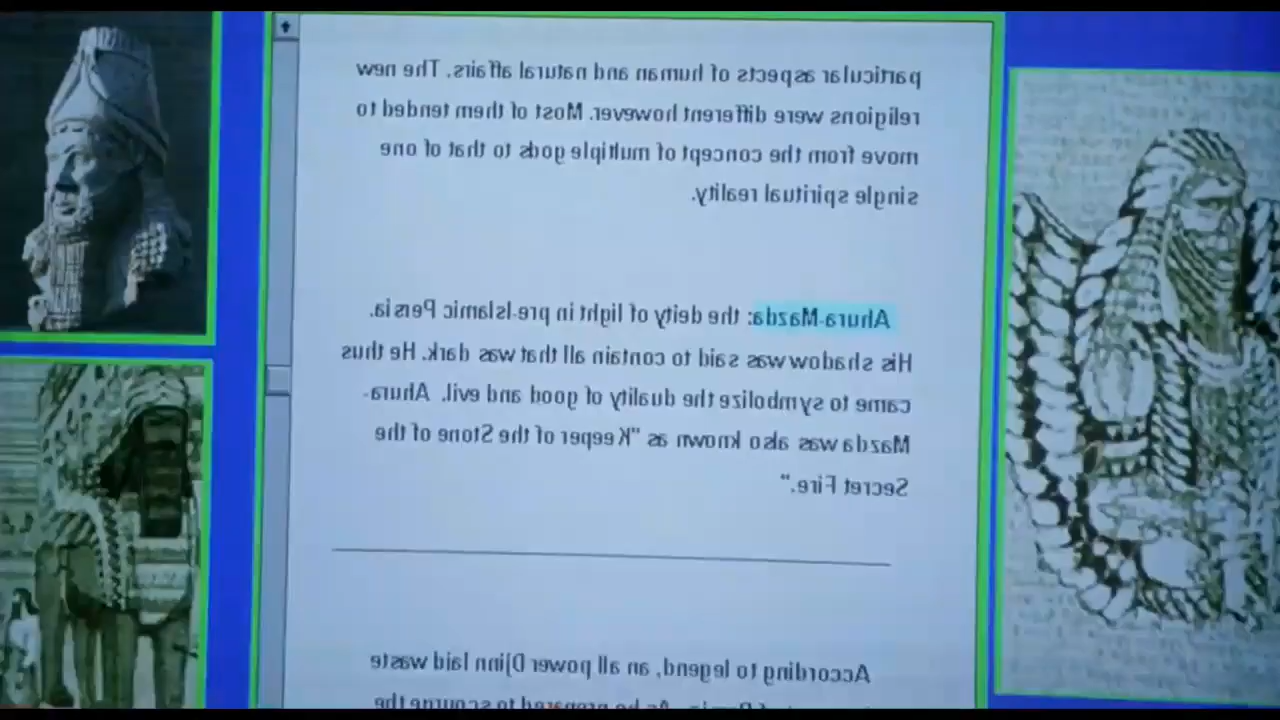 particular aspects of human and natural affairs. The new
religions were different however. Most of them tended to
move from the concept of multiple gods to that of one
single spiritual reality.
Ahura-Mazda: the deity of light in pre-Islamic Persia.
His shadow was said to contain all that was dark. He thus
came to symbolize the duality of good and evil. Ahura-
Mazda was also known as "Keeper of the Stone of the
Secret Fire."
According to legend, an all power Djinn laid waste
to scourge the